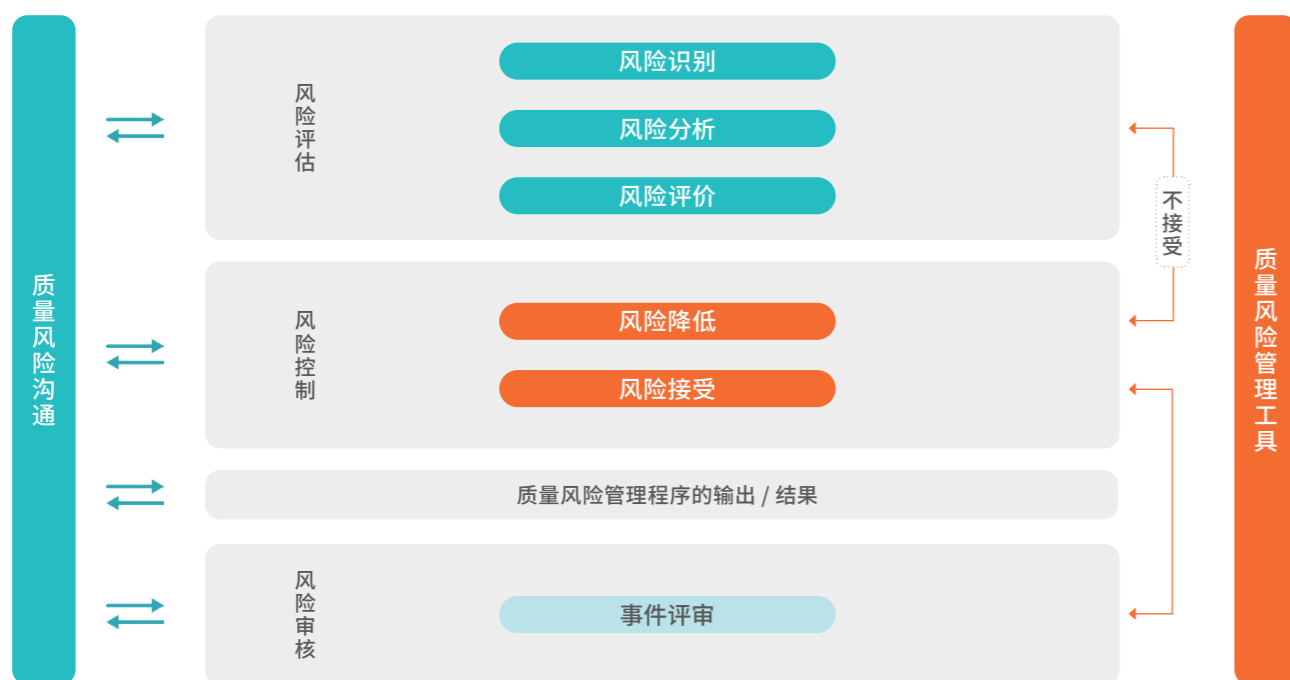 质量风险沟通
风险评估
风险识别
风险分析
风险评价
不接受
风险控制
风险降低
风险接受
质量风险管理程序的输出 / 结果
风险审核
事件评审
质量风险管理工具